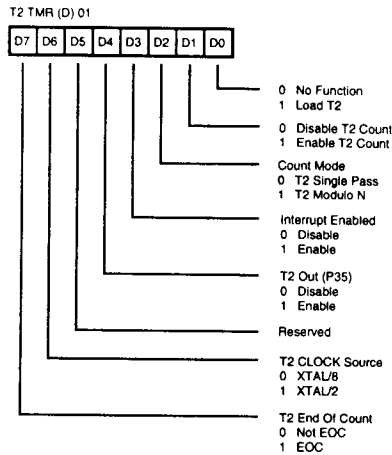 T2 TMR (D) 01
D7 D6 D5 D4 D3 D2 D1 D0
0 No Function
1 Load T2
0 Disable T2 Count
1 Enable T2 Count
Count Mode
0 T2 Single Pass
1 T2 Modulo N
Interrupt Enabled
0 Disable
1 Enable
T2 Out (P35)
0 Disable
1 Enable
Reserved
T2 CLOCK Source
0 XTAL/8
1 XTAL/2
T2 End Of Count
0 Not EOC
1 EOC